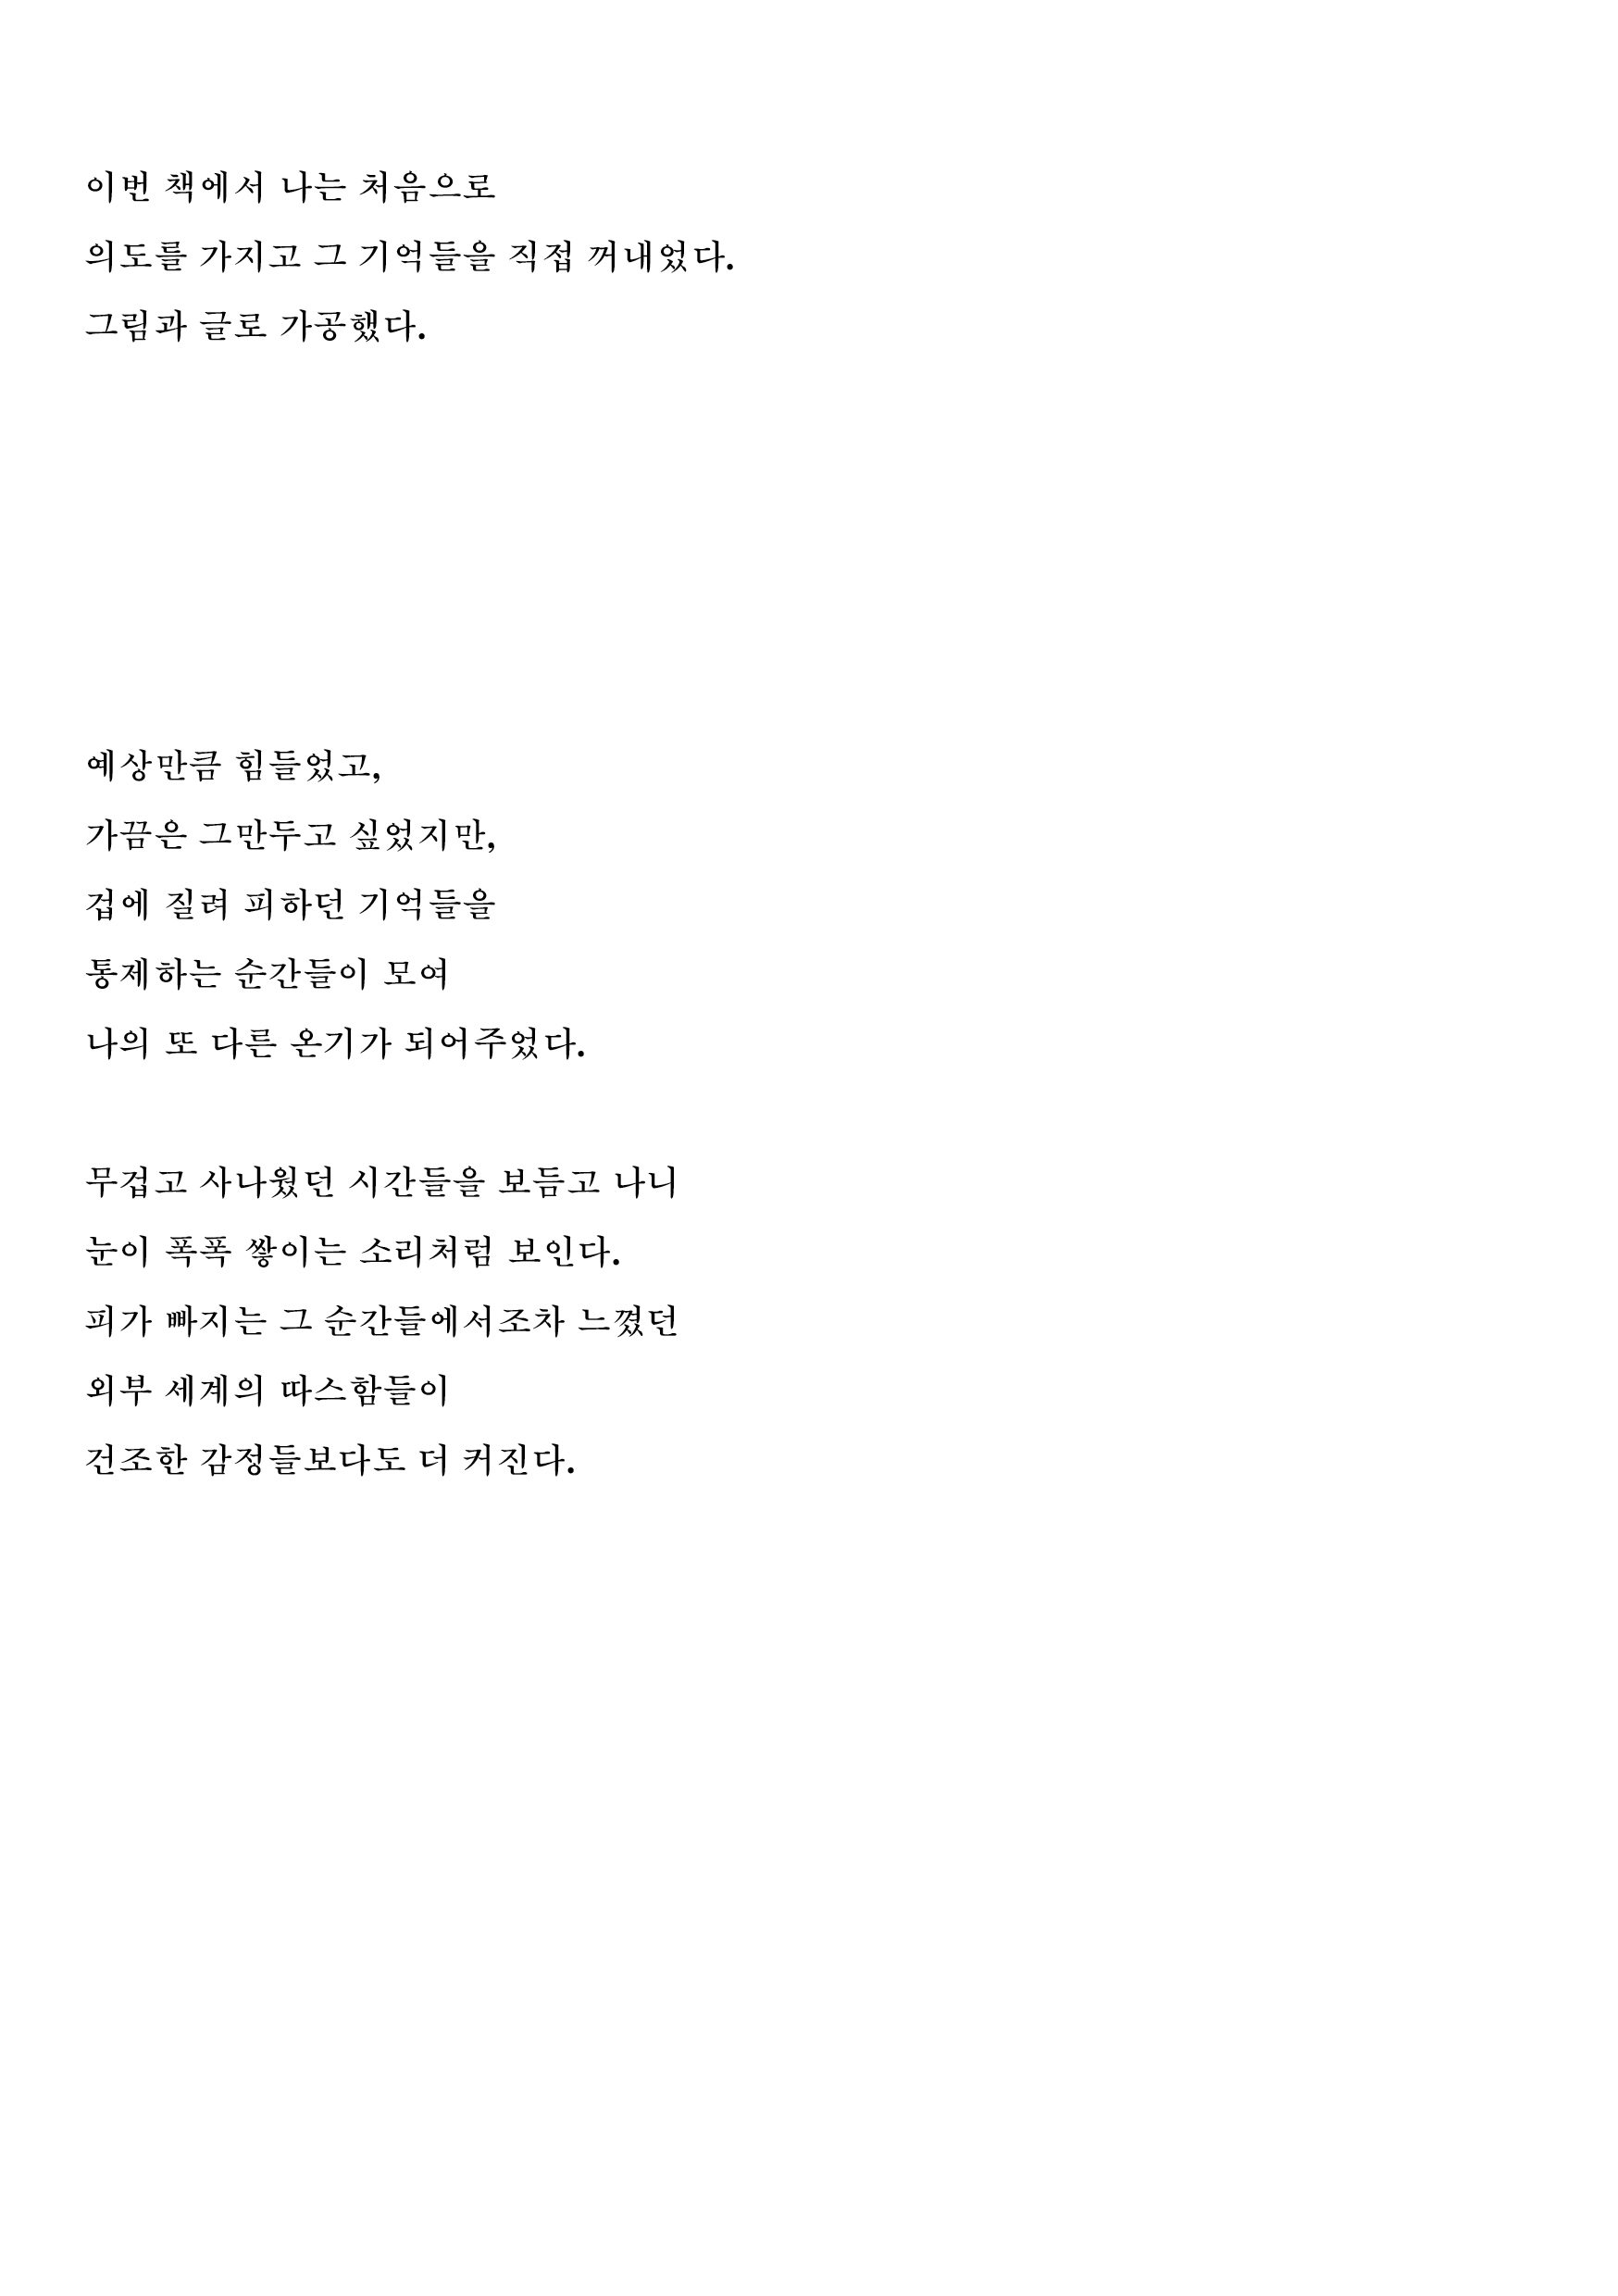 이번 책에서 나는 처음으로
의도를 가지고 그 기억들을 직접 꺼내었다.
그림과 글로 가공했다.
예상만큼 힘들었고,
가끔은 그만두고 싶었지만,
겁에 질려 피하던 기억들을
통제하는 순간들이 모여
나의 또 다른 온기가 되어주었다.
무겁고 사나웠던 시간들을 보듬고 나니
눈이 폭폭 쌓이는 소리처럼 보인다.
피가 빠지는 그 순간들에서조차 느꼈던
외부 세계의 따스함들이
건조한 감정들보다도 더 커진다.